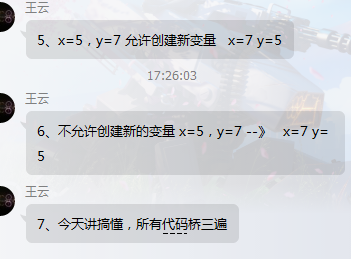 王云
5、x=5，y=7 允许创建新变量   x=7 y=5
17:26:03
王云
6、不允许创建新的变量 x=5，y=7 --》   x=7 y=
5
王云
7、今天讲搞懂，所有代码桥三遍